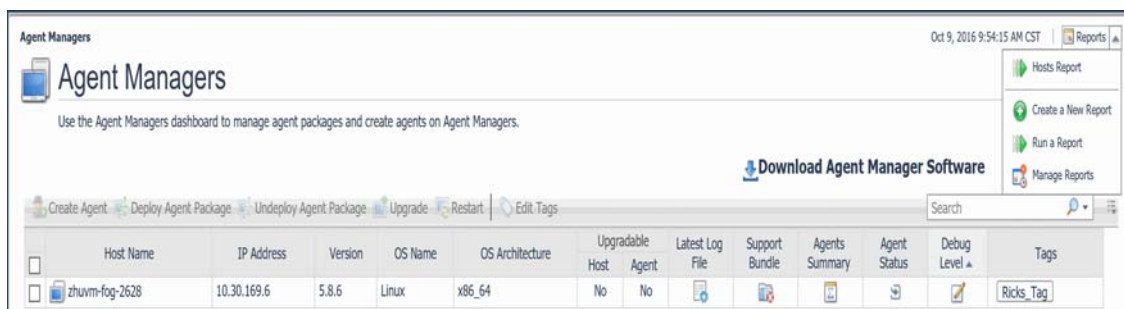 Agent Managers
Oct 9, 2016 9:54:15 AM CST | Reports
Agent Managers
Hosts Report
Create a New Report
Run a Report
Manage Reports
Use the Agent Managers dashboard to manage agent packages and create agents on Agent Managers.
Download Agent Manager Software
Create Agent Deploy Agent Package Undeploy Agent Package Upgrade Restart | Edit Tags
Search
Host Name IP Address Version OS Name OS Architecture Upgradable Host Agent Latest Log File Support Bundle Agents Summary Agent Status Debug Level Tags
zhuvm-fog-2628 10.30.169.6 5.8.6 Linux x86_64 No No Ricks_Tag